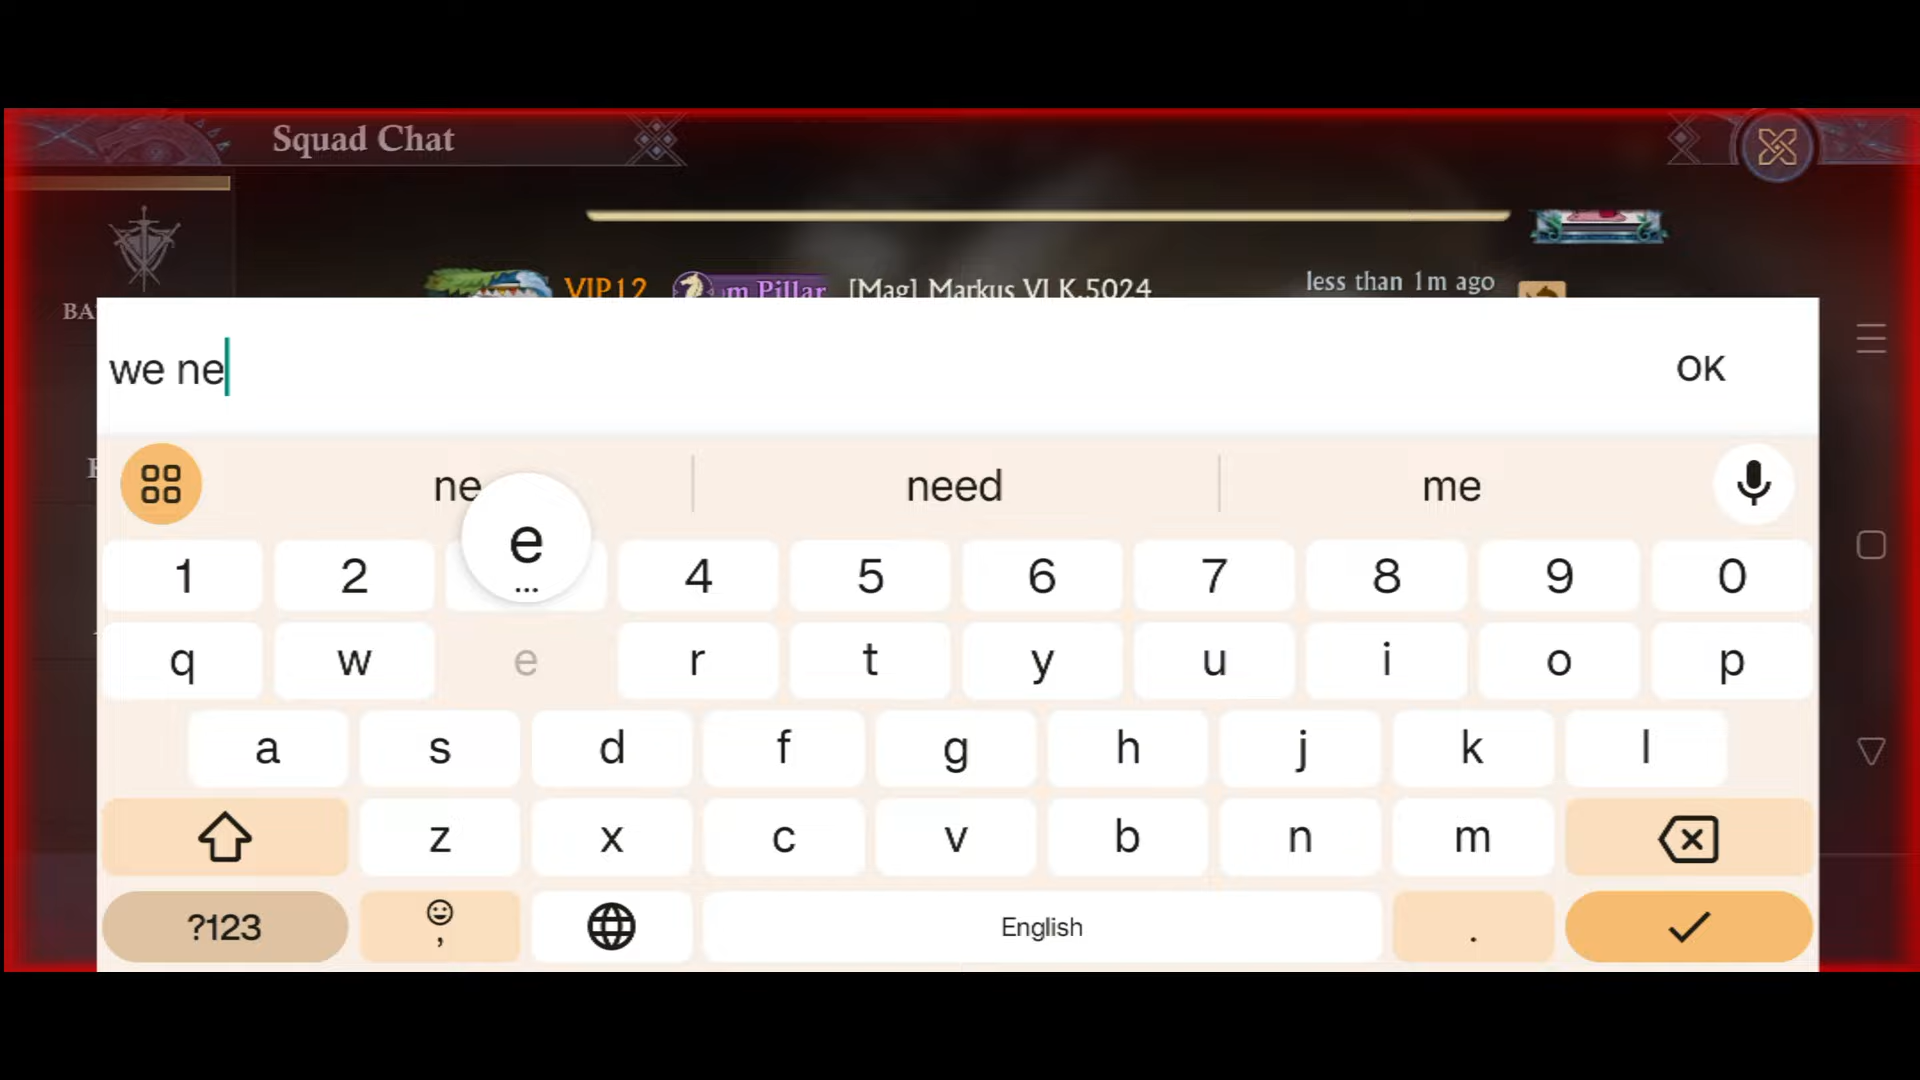 Squad Chat
VIP12 m Pillar [Mag] Markus VI K.5024 less than 1m ago
BA
we ne OK
ne need me
e
...
1 2 4 5 6 7 8 9 0
q w e r t y u i o p
a s d f g h j k l
z x c v b n m
?123 , English .